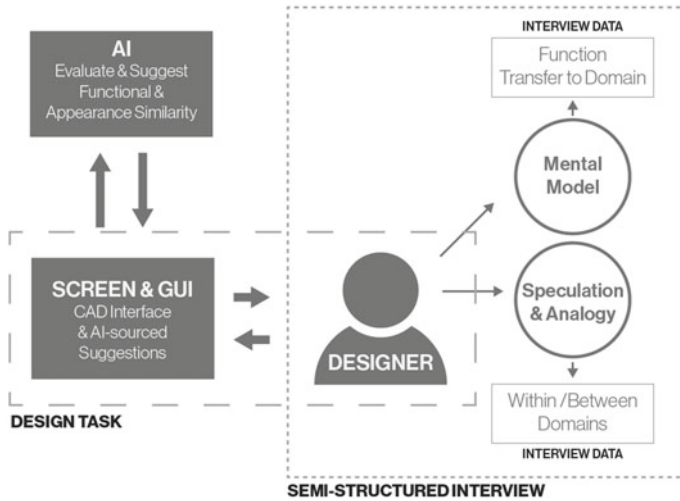 AI
Evaluate & Suggest
Functional &
Appearance Similarity
SCREEN & GUI
CAD Interface
& AI-sourced
Suggestions
DESIGNER
DESIGN TASK
INTERVIEW DATA
Function
Transfer to Domain
Mental
Model
Speculation
& Analogy
Within / Between
Domains
INTERVIEW DATA
SEMI-STRUCTURED INTERVIEW